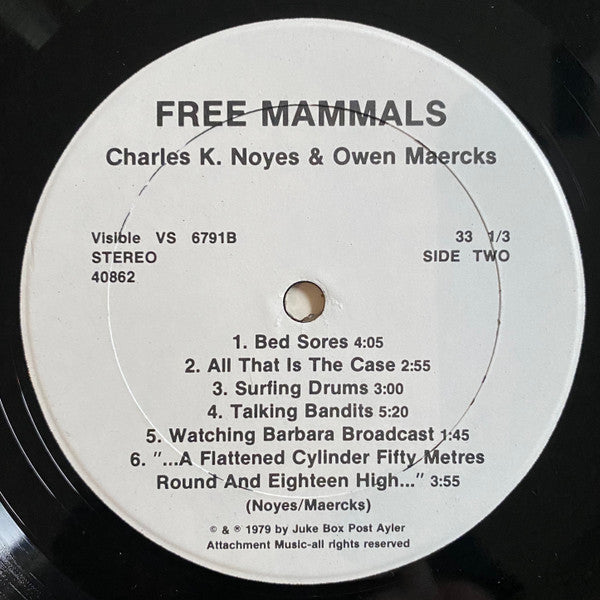 FREE MAMMALS
Charles K. Noyes & Owen Maercks
Visible VS 6791B 33 1/3
STEREO SIDE TWO
40862
1. Bed Sores 4:05
2. All That Is The Case 2:55
3. Surfing Drums 3:00
4. Talking Bandits 5:20
5. Watching Barbara Broadcast 1:45
6. "...A Flattened Cylinder Fifty Metres
Round And Eighteen High..." 3:55
(Noyes/Maercks)
© & ℗ 1979 by Juke Box Post Ayler
Attachment Music-all rights reserved